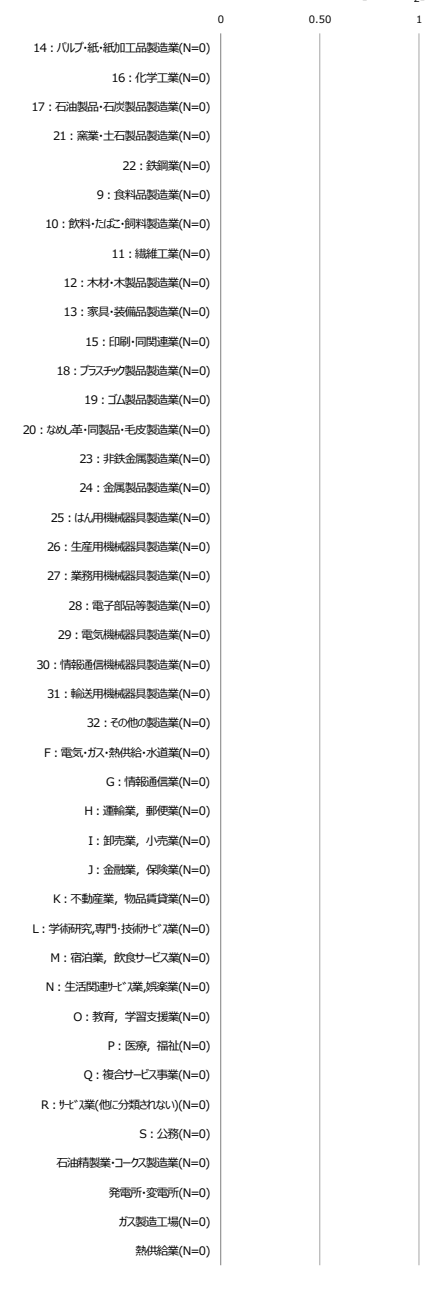 0 0.50 1
14：パルプ・紙・紙加工品製造業(N=0)
16：化学工業(N=0)
17：石油製品・石炭製品製造業(N=0)
21：窯業・土石製品製造業(N=0)
22：鉄鋼業(N=0)
9：食料品製造業(N=0)
10：飲料・たばこ・飼料製造業(N=0)
11：繊維工業(N=0)
12：木材・木製品製造業(N=0)
13：家具・装備品製造業(N=0)
15：印刷・同関連業(N=0)
18：プラスチック製品製造業(N=0)
19：ゴム製品製造業(N=0)
20：なめし革・同製品・毛皮製造業(N=0)
23：非鉄金属製造業(N=0)
24：金属製品製造業(N=0)
25：はん用機械器具製造業(N=0)
26：生産用機械器具製造業(N=0)
27：業務用機械器具製造業(N=0)
28：電子部品等製造業(N=0)
29：電気機械器具製造業(N=0)
30：情報通信機械器具製造業(N=0)
31：輸送用機械器具製造業(N=0)
32：その他の製造業(N=0)
F：電気・ガス・熱供給・水道業(N=0)
G：情報通信業(N=0)
H：運輸業，郵便業(N=0)
I：卸売業，小売業(N=0)
J：金融業，保険業(N=0)
K：不動産業，物品賃貸業(N=0)
L：学術研究,専門・技術ｻｰﾋﾞｽ業(N=0)
M：宿泊業，飲食サービス業(N=0)
N：生活関連ｻｰﾋﾞｽ業,娯楽業(N=0)
O：教育，学習支援業(N=0)
P：医療，福祉(N=0)
Q：複合サービス事業(N=0)
R：ｻｰﾋﾞｽ業(他に分類されない)(N=0)
S：公務(N=0)
石油精製業・コークス製造業(N=0)
発電所・変電所(N=0)
ガス製造工場(N=0)
熱供給業(N=0)